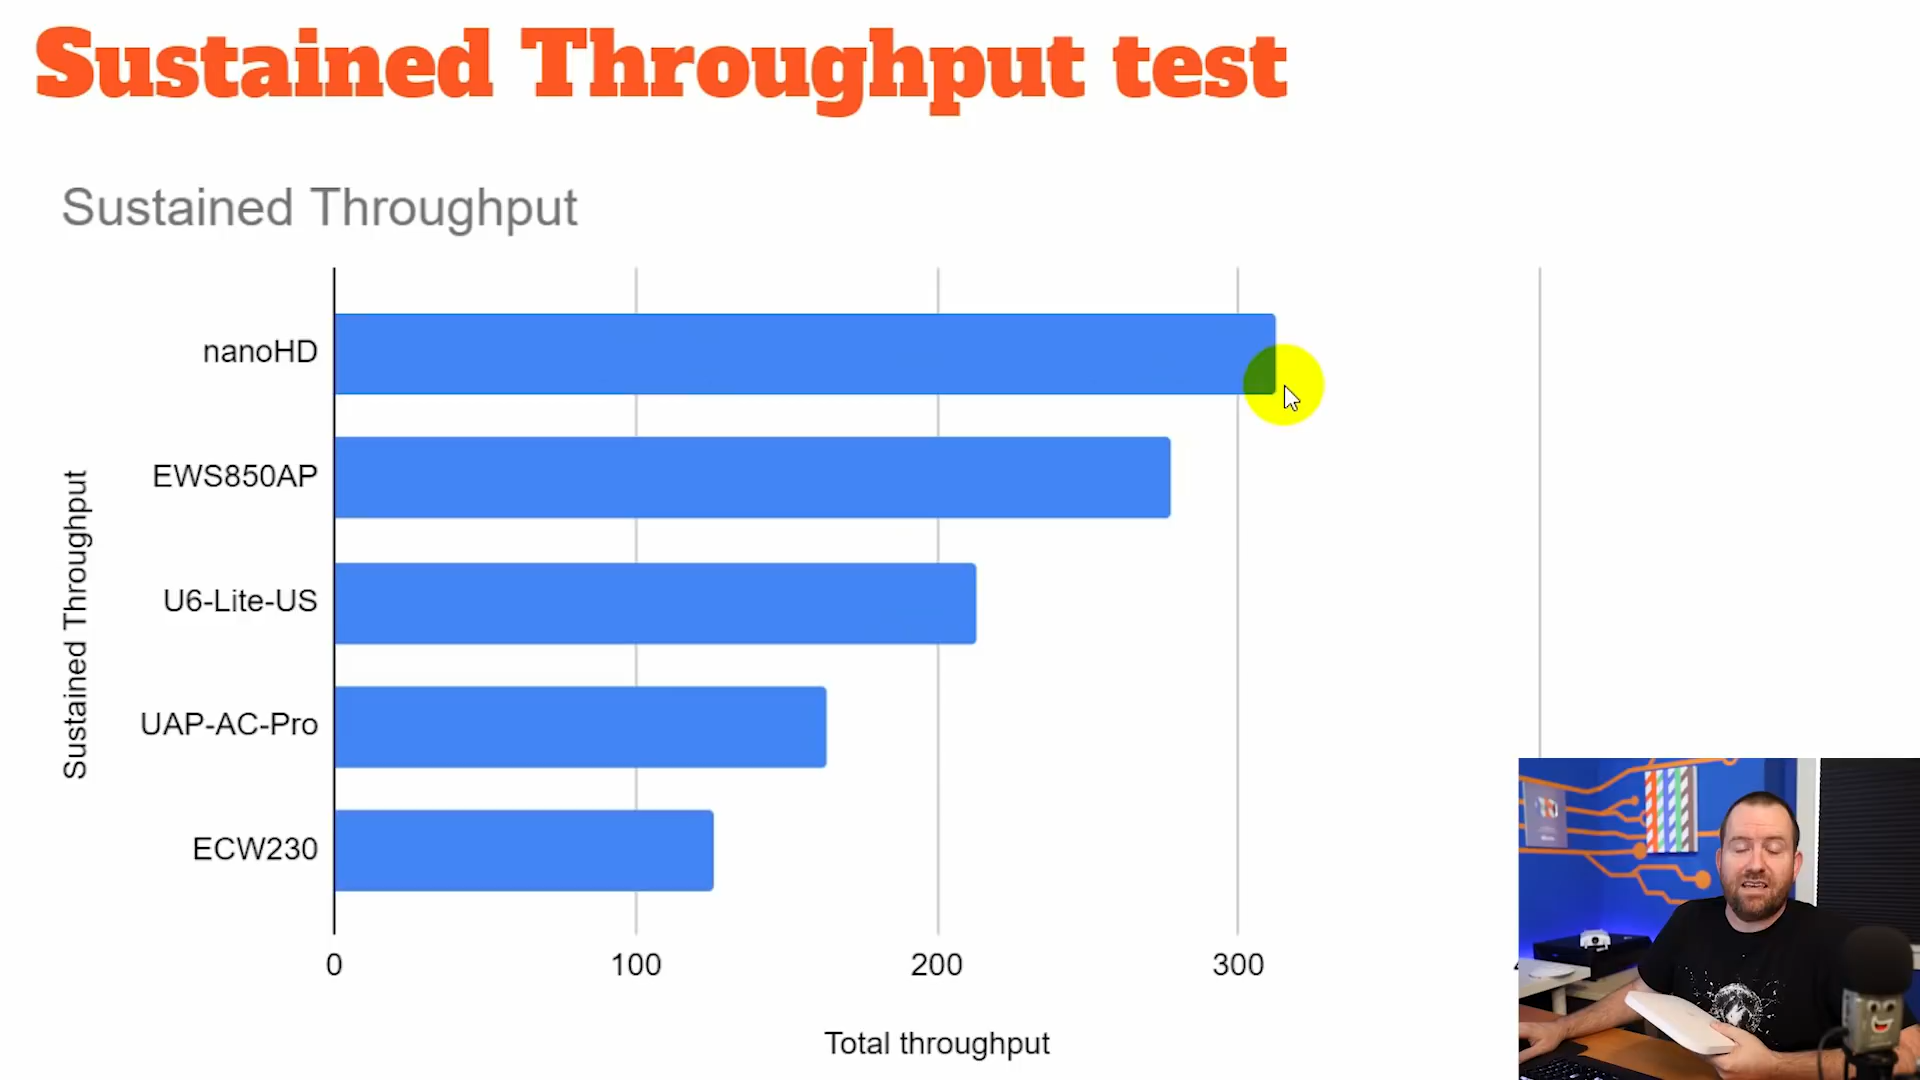 Sustained Throughput test
Sustained Throughput
Sustained Throughput
nanoHD
EWS850AP
U6-Lite-US
UAP-AC-Pro
ECW230
0
100
200
300
Total throughput